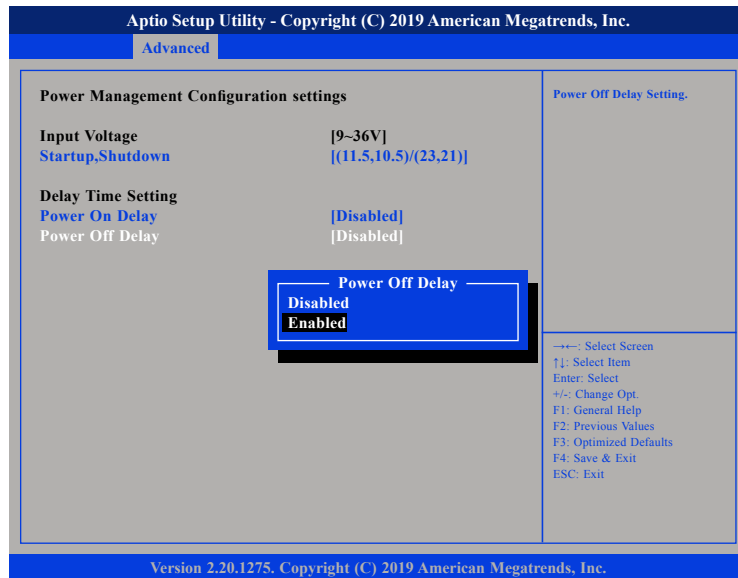 Aptio Setup Utility - Copyright (C) 2019 American Megatrends, Inc.
Advanced
Power Management Configuration settings
Input Voltage [9~36V]
Startup,Shutdown [(11.5,10.5)/(23,21)]
Delay Time Setting
Power On Delay [Disabled]
Power Off Delay [Disabled]
Power Off Delay
Disabled
Enabled
Power Off Delay Setting.
→←: Select Screen
↑↓: Select Item
Enter: Select
+/-: Change Opt.
F1: General Help
F2: Previous Values
F3: Optimized Defaults
F4: Save & Exit
ESC: Exit
Version 2.20.1275. Copyright (C) 2019 American Megatrends, Inc.